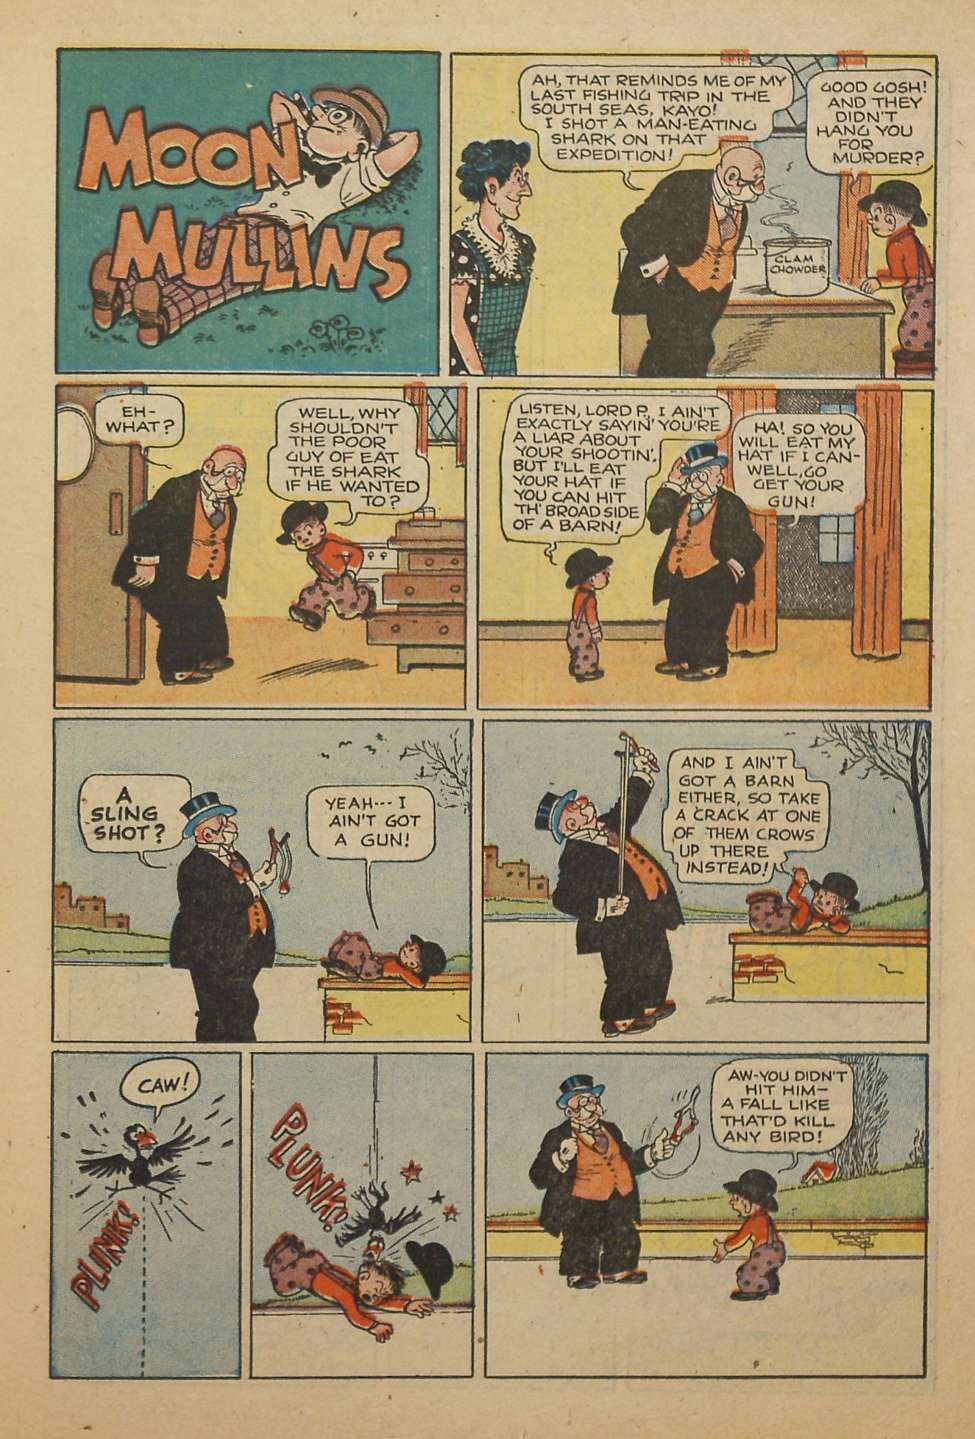 MOON
MULLINS
AH, THAT REMINDS ME OF MY
LAST FISHING TRIP IN THE
SOUTH SEAS, KAYO!
I SHOT A MAN-EATING
SHARK ON THAT
EXPEDITION!
GOOD GOSH!
AND THEY
DIDN'T
HANG YOU
FOR
MURDER?
CLAM
CHOWDER
EH-
WHAT?
WELL, WHY
SHOULDN'T
THE POOR
GUY OF EAT
THE SHARK
IF HE WANTED
TO?
LISTEN, LORD P., I AIN'T
EXACTLY SAYIN' YOU'RE
A LIAR ABOUT
YOUR SHOOTIN',
BUT I'LL EAT
YOUR HAT IF
YOU CAN HIT
TH' BROAD SIDE
OF A BARN!
HA! SO YOU
WILL EAT MY
HAT IF I CAN-
WELL, GO
GET YOUR
GUN!
A
SLING
SHOT?
YEAH---I
AIN'T GOT
A GUN!
AND I AIN'T
GOT A BARN
EITHER, SO TAKE
A CRACK AT ONE
OF THEM CROWS
UP THERE
INSTEAD!
CAW!
PLINK!
PLUNK!
AW-YOU DIDN'T
HIT HIM-
A FALL LIKE
THAT'D KILL
ANY BIRD!